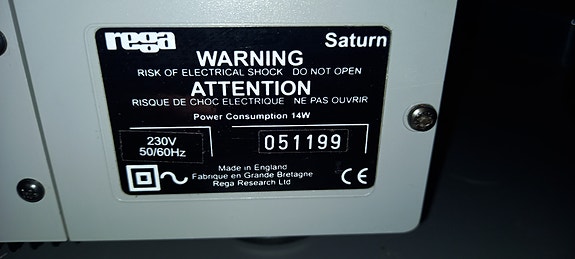 rega Saturn
WARNING
RISK OF ELECTRICAL SHOCK DO NOT OPEN
ATTENTION
RISQUE DE CHOC ELECTRIQUE NE PAS OUVRIR
Power Consumption 14W
230V
50/60Hz
051199
Made in England
Fabrique en Grande Bretagne
Rega Research Ltd
CE